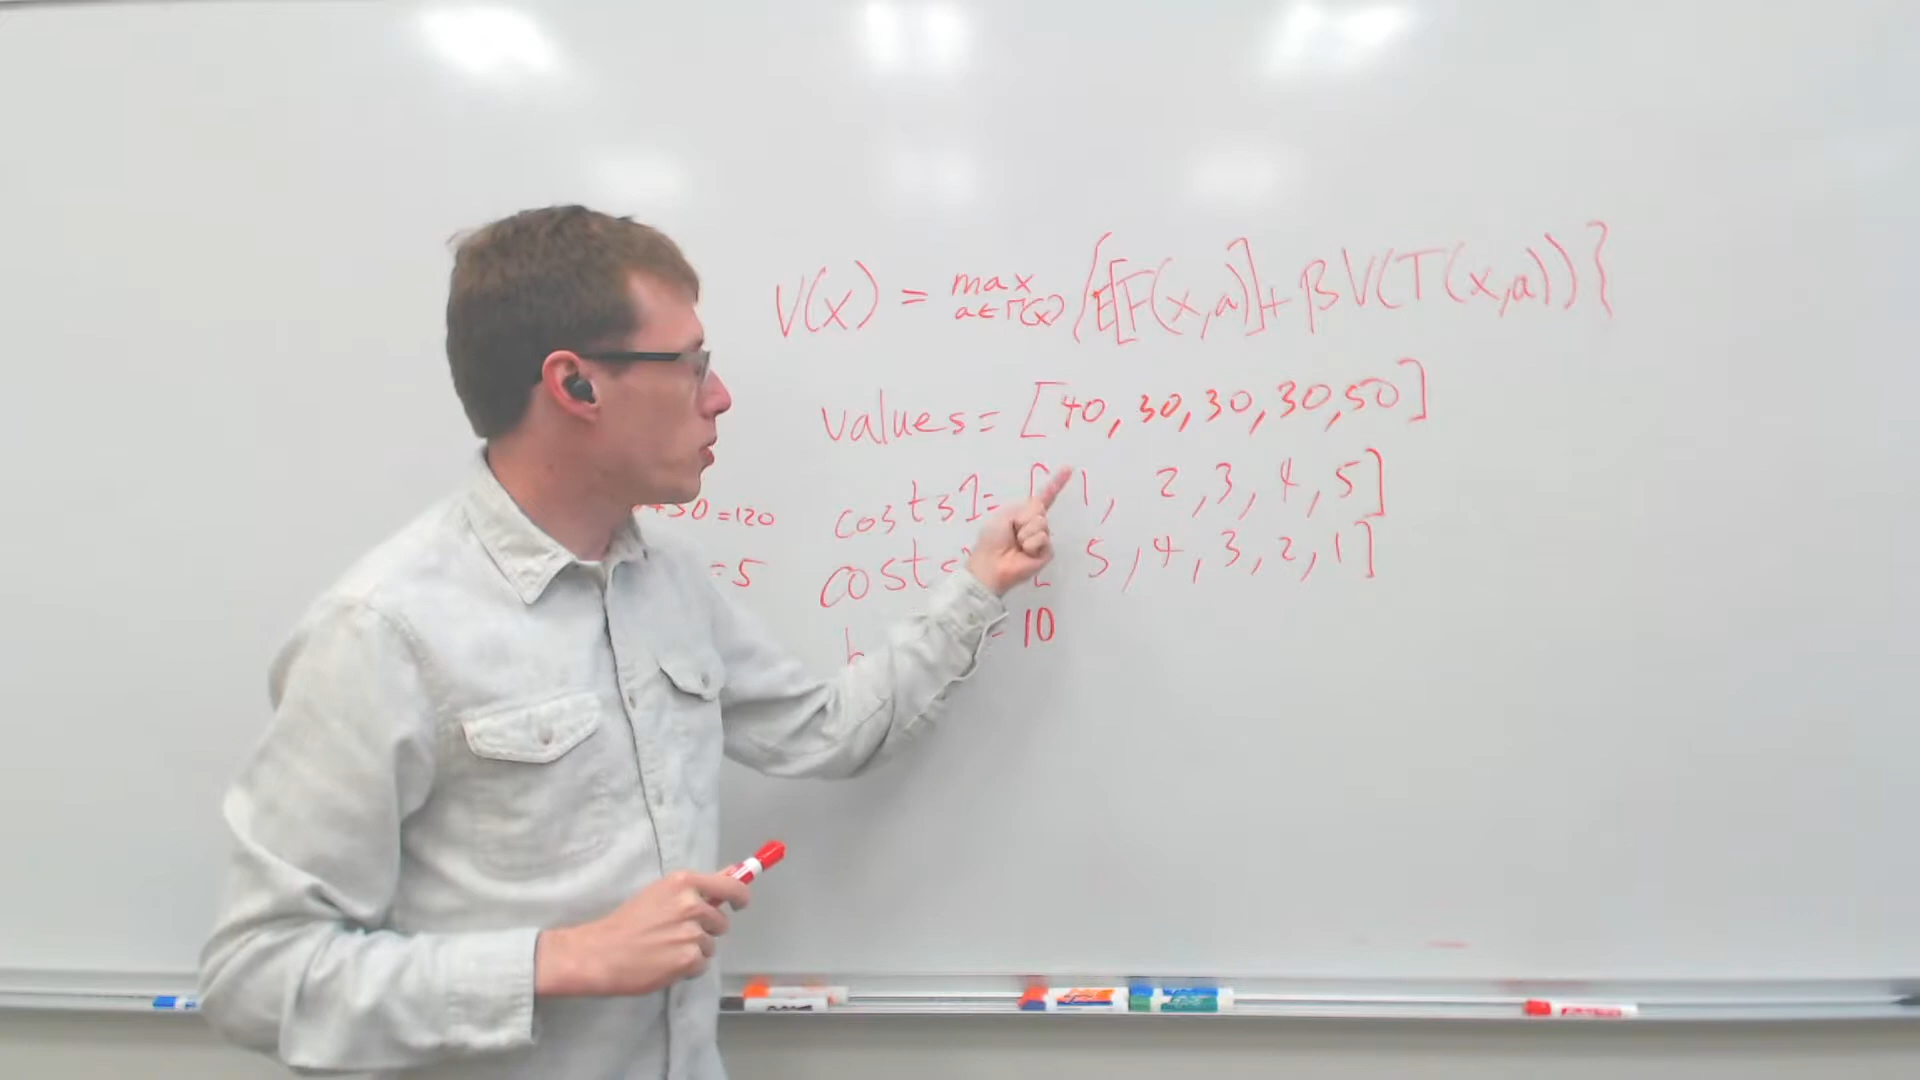 V(x) = max a∈Γ(x) {E[F(x,a)] + βV(T(x,a))}
values = [40, 30, 30, 30, 50]
+50=120
costs1= [1, 2, 3, 4, 5]
=5
5, 4, 3, 2, 1]
= 10